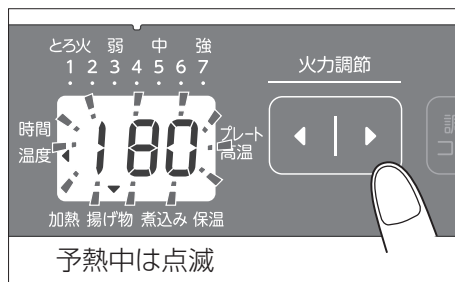 とろ火 弱 中 強
1 2 3 4 5 6 7
火力調節
時間
温度
180
プレート
高温
加熱 揚げ物 煮込み 保温
予熱中は点滅